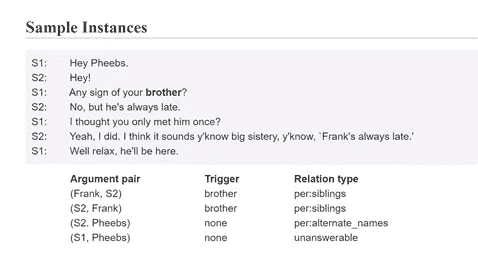 Sample Instances
S1: Hey Pheebs.
S2: Hey!
S1: Any sign of your brother?
S2: No, but he's always late.
S1: I thought you only met him once?
S2: Yeah, I did. I think it sounds y'know big sistery, y'know, `Frank's always late.'
S1: Well relax, he'll be here.
Argument pair Trigger Relation type
(Frank, S2) brother per:siblings
(S2, Frank) brother per:siblings
(S2. Pheebs) none per:alternate_names
(S1, Pheebs) none unanswerable